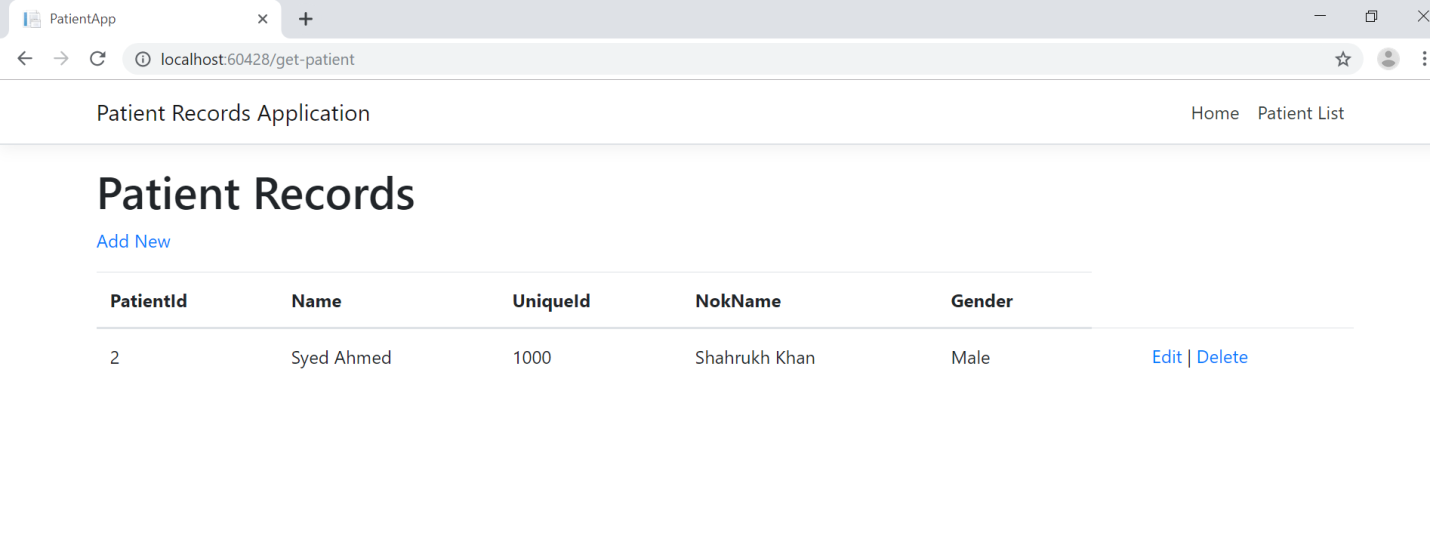 PatientApp
localhost:60428/get-patient
Patient Records Application Home Patient List
Patient Records
Add New
PatientId Name UniqueId NokName Gender
2 Syed Ahmed 1000 Shahrukh Khan Male Edit | Delete